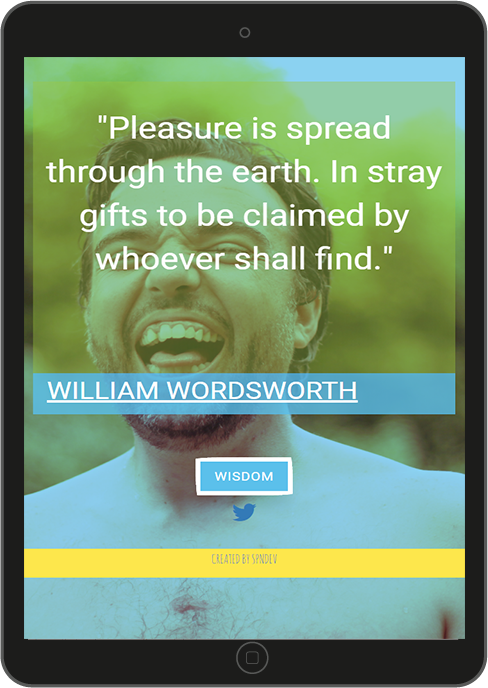 "Pleasure is spread
through the earth. In stray
gifts to be claimed by
whoever shall find."
WILLIAM WORDSWORTH
WISDOM
CREATED BY SPNDLV